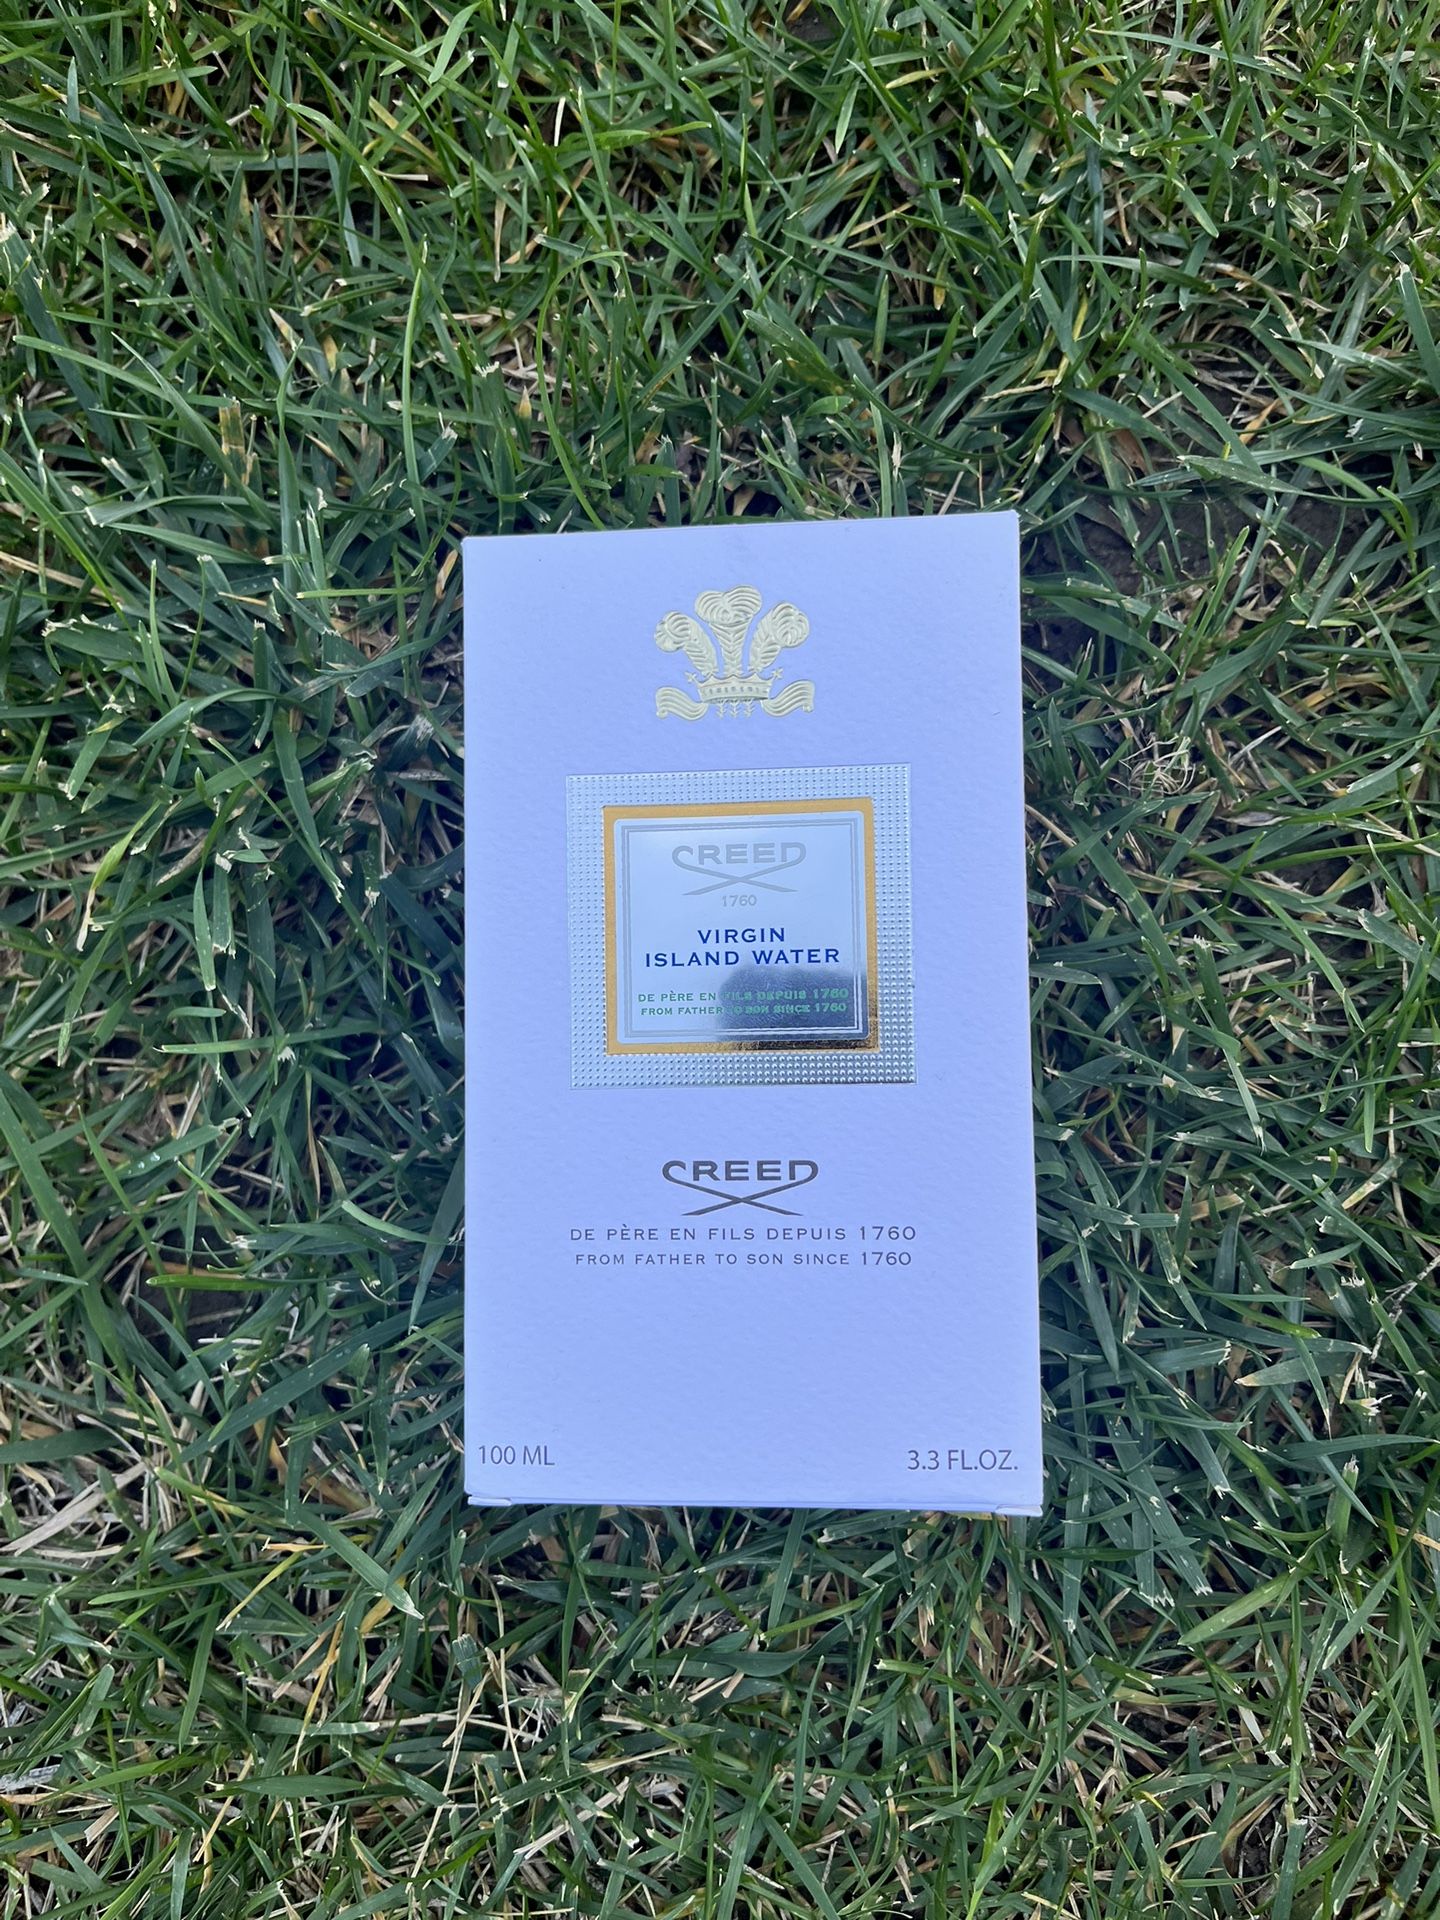 CREED
1760
VIRGIN
ISLAND WATER
DE PÈRE EN FILS DEPUIS 1760
FROM FATHER TO SON SINCE 1760
CREED
DE PÈRE EN FILS DEPUIS 1760
FROM FATHER TO SON SINCE 1760
100 ML 3.3 FL.OZ.